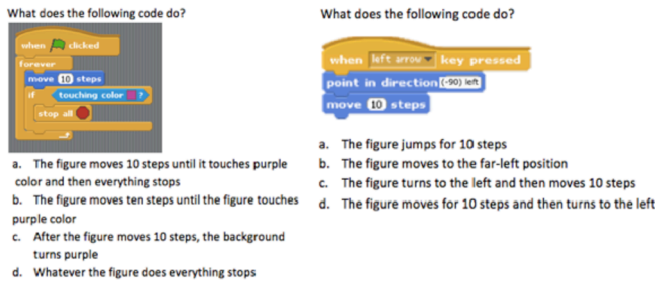 What does the following code do?
when clicked
forever
move 10 steps
if touching color ?
stop all
a. The figure moves 10 steps until it touches purple
color and then everything stops
b. The figure moves ten steps until the figure touches
purple color
c. After the figure moves 10 steps, the background
turns purple
d. Whatever the figure does everything stops
What does the following code do?
when left arrow key pressed
point in direction (-90) left
move 10 steps
a. The figure jumps for 10 steps
b. The figure moves to the far-left position
c. The figure turns to the left and then moves 10 steps
d. The figure moves for 10 steps and then turns to the left